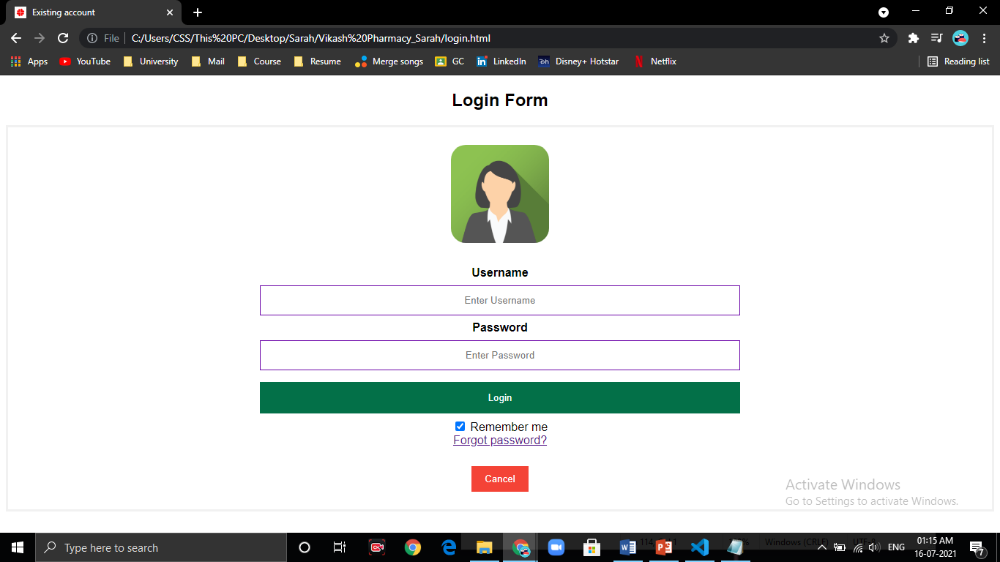 Existing account
File
C:/Users/CSS/This%20PC/Desktop/Sarah/Vikash%20Pharmacy_Sarah/login.html
Apps YouTube University Mail Course Resume Merge songs GC LinkedIn Disney+ Hotstar Netflix Reading list
Login Form
Username
Enter Username
Password
Enter Password
Login
Remember me
Forgot password?
Cancel
Activate Windows
Go to Settings to activate Windows.
Type here to search
Windows (CRLF)
UTF-8
ENG
01:15 AM
16-07-2021
7